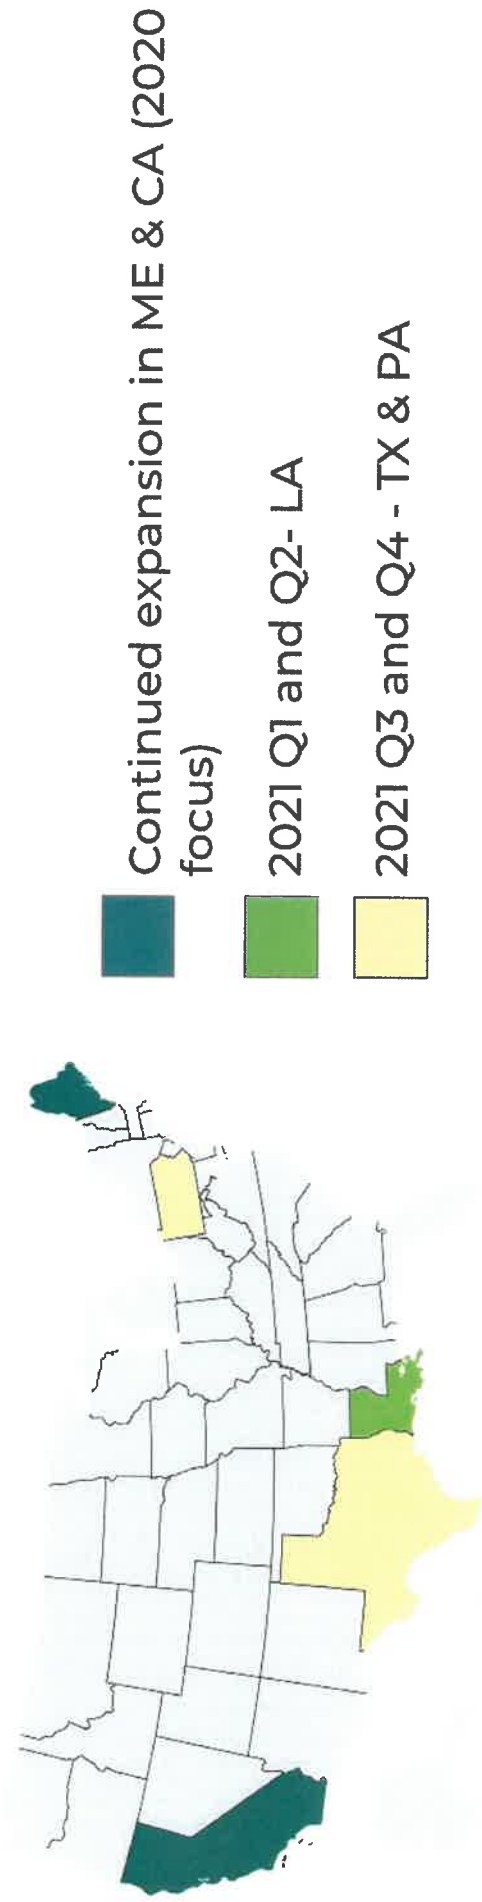 Continued expansion in ME & CA (2020
focus)
2021 Q1 and Q2- LA
2021 Q3 and Q4 - TX & PA